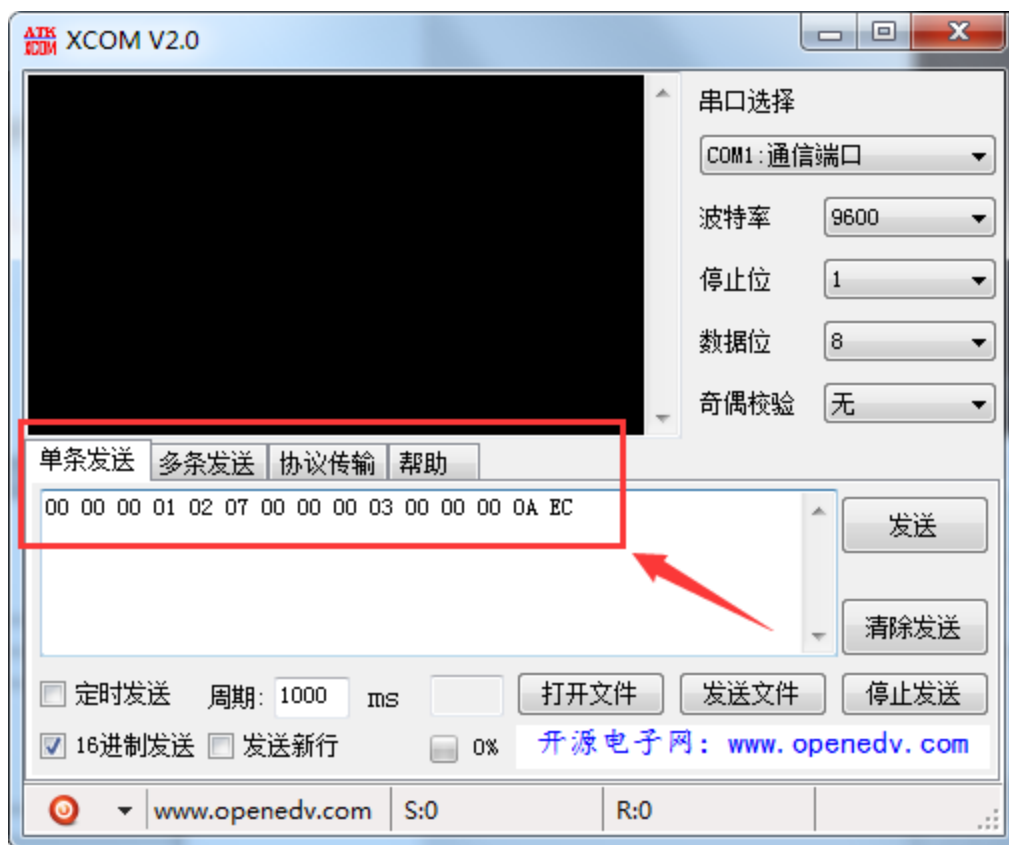 ATK
XCOM XCOM V2.0
串口选择
COM1:通信端口
波特率 9600
停止位 1
数据位 8
奇偶校验 无
单条发送 多条发送 协议传输 帮助
00 00 00 01 02 07 00 00 00 03 00 00 00 0A EC
发送
清除发送
定时发送 周期: 1000 ms 打开文件 发送文件 停止发送
16进制发送 发送新行 0% 开源电子网：www.openedv.com
www.openedv.com S:0 R:0